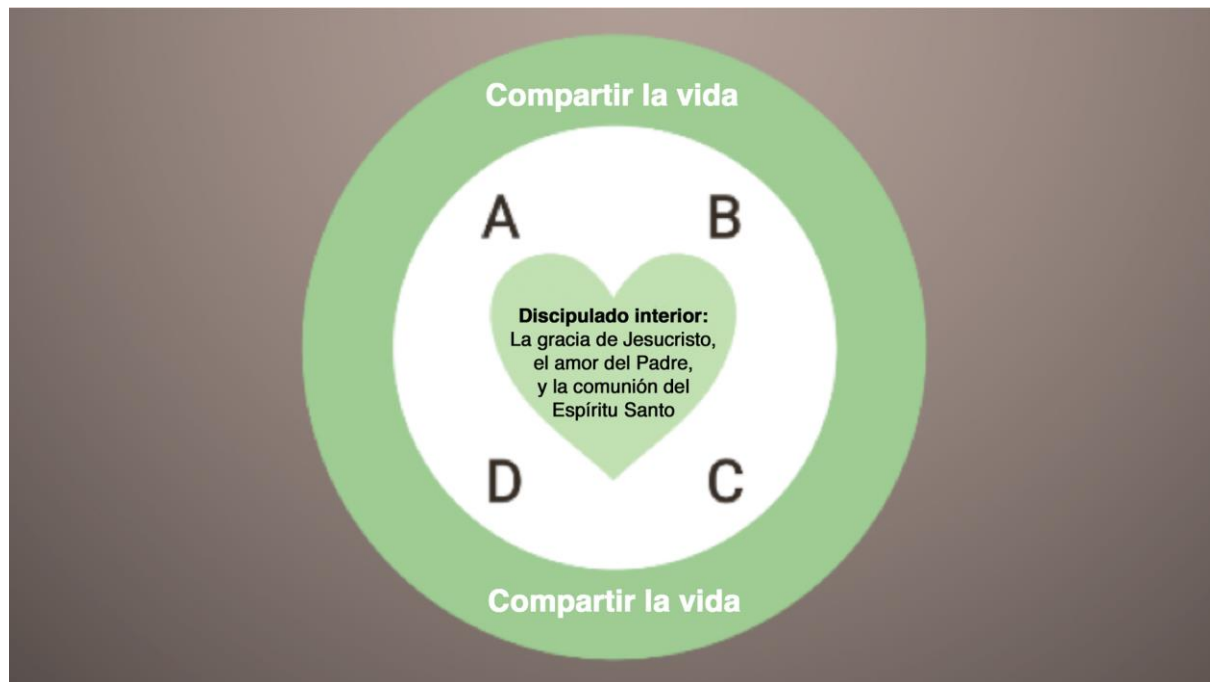 Compartir la vida
A B
Discipulado interior:
La gracia de Jesucristo,
el amor del Padre,
y la comunión del
Espíritu Santo
D C
Compartir la vida